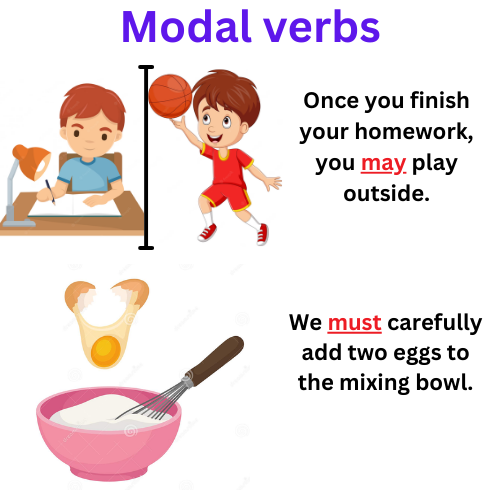 Modal verbs
Once you finish
your homework,
you may play
outside.
We must carefully
add two eggs to
the mixing bowl.